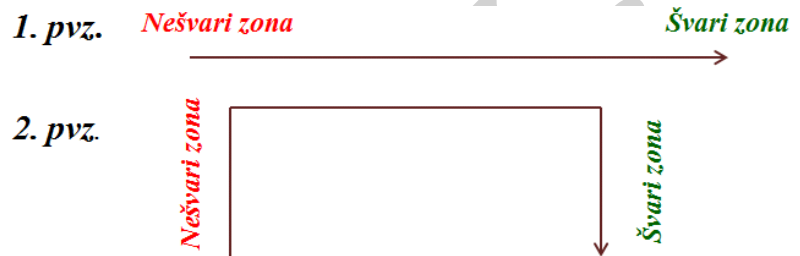 1. pvz. Nešvari zona Švari zona
2. pvz.
Nešvari zona
Švari zona